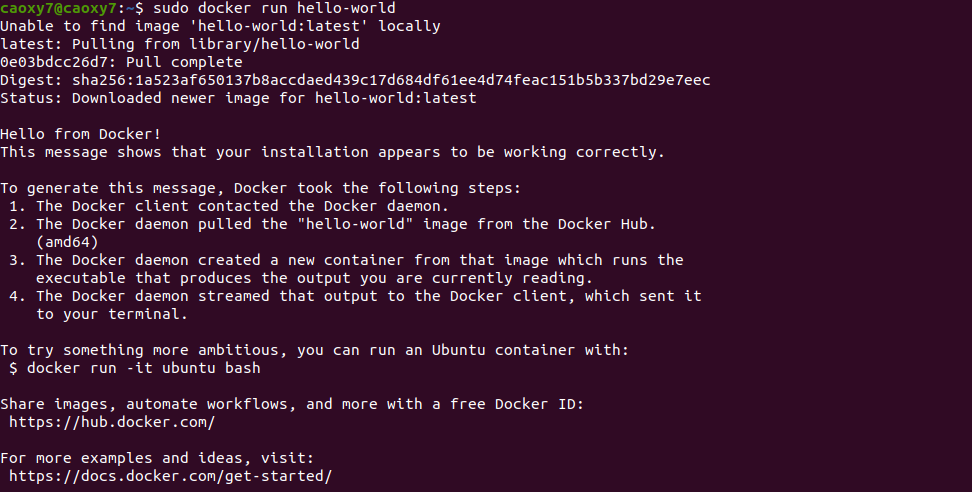 caoxy7@caoxy7:~$ sudo docker run hello-world
Unable to find image 'hello-world:latest' locally
latest: Pulling from library/hello-world
0e03bdcc26d7: Pull complete
Digest: sha256:1a523af650137b8accdaed439c17d684df61ee4d74feac151b5b337bd29e7eec
Status: Downloaded newer image for hello-world:latest

Hello from Docker!
This message shows that your installation appears to be working correctly.

To generate this message, Docker took the following steps:
 1. The Docker client contacted the Docker daemon.
 2. The Docker daemon pulled the "hello-world" image from the Docker Hub.
    (amd64)
 3. The Docker daemon created a new container from that image which runs the
    executable that produces the output you are currently reading.
 4. The Docker daemon streamed that output to the Docker client, which sent it
    to your terminal.

To try something more ambitious, you can run an Ubuntu container with:
 $ docker run -it ubuntu bash

Share images, automate workflows, and more with a free Docker ID:
 https://hub.docker.com/

For more examples and ideas, visit:
 https://docs.docker.com/get-started/